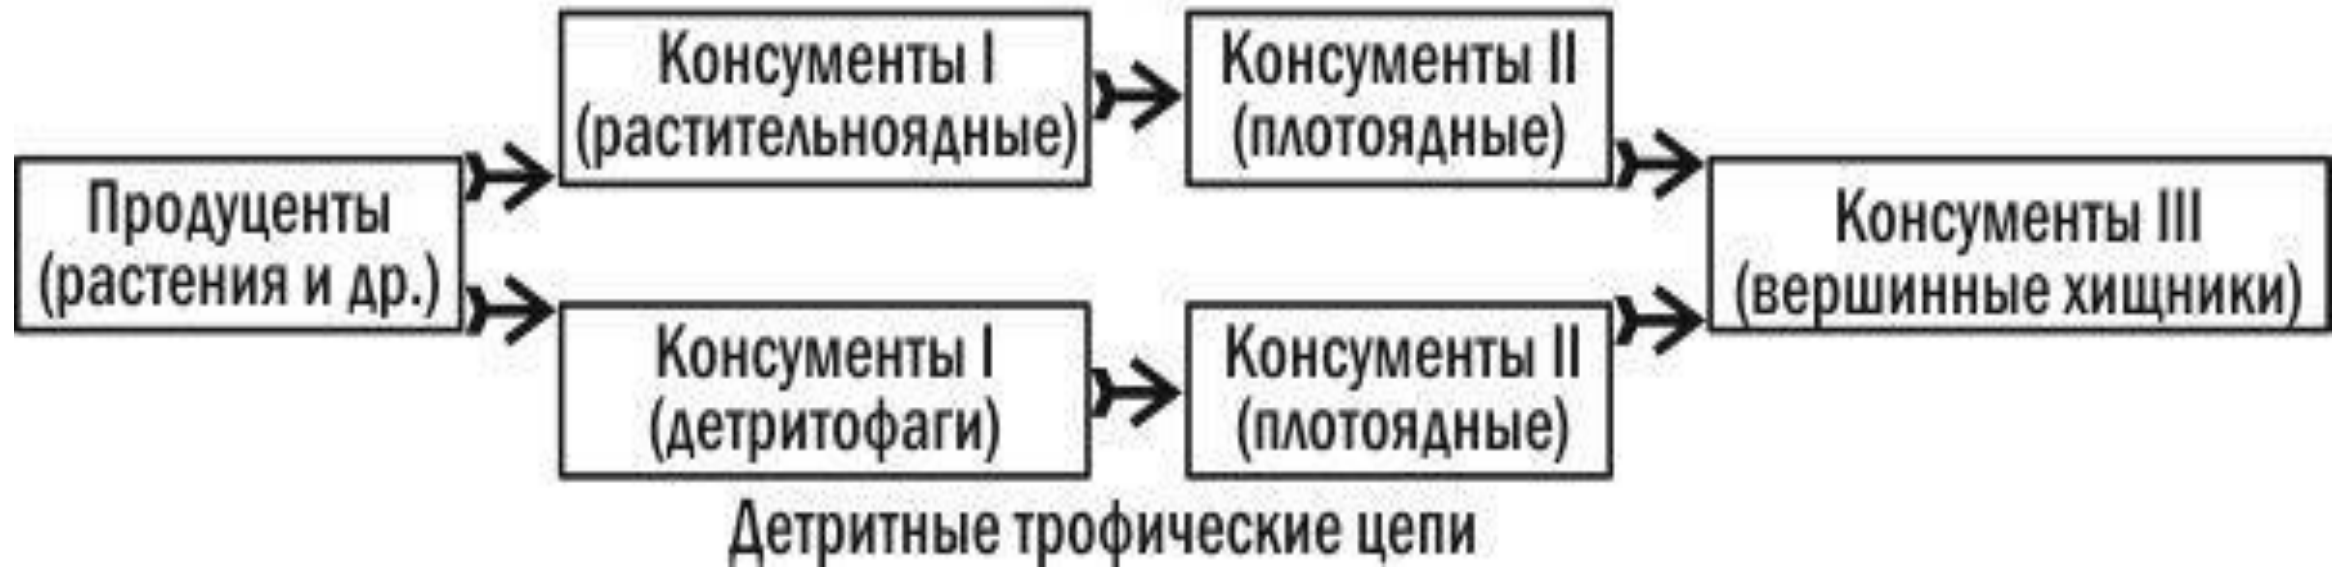 Продуценты
(растения и др.)
Консументы I
(растительноядные)
Консументы II
(плотоядные)
Консументы I
(детритофаги)
Консументы II
(плотоядные)
Консументы III
(вершинные хищники)
Детритные трофические цепи